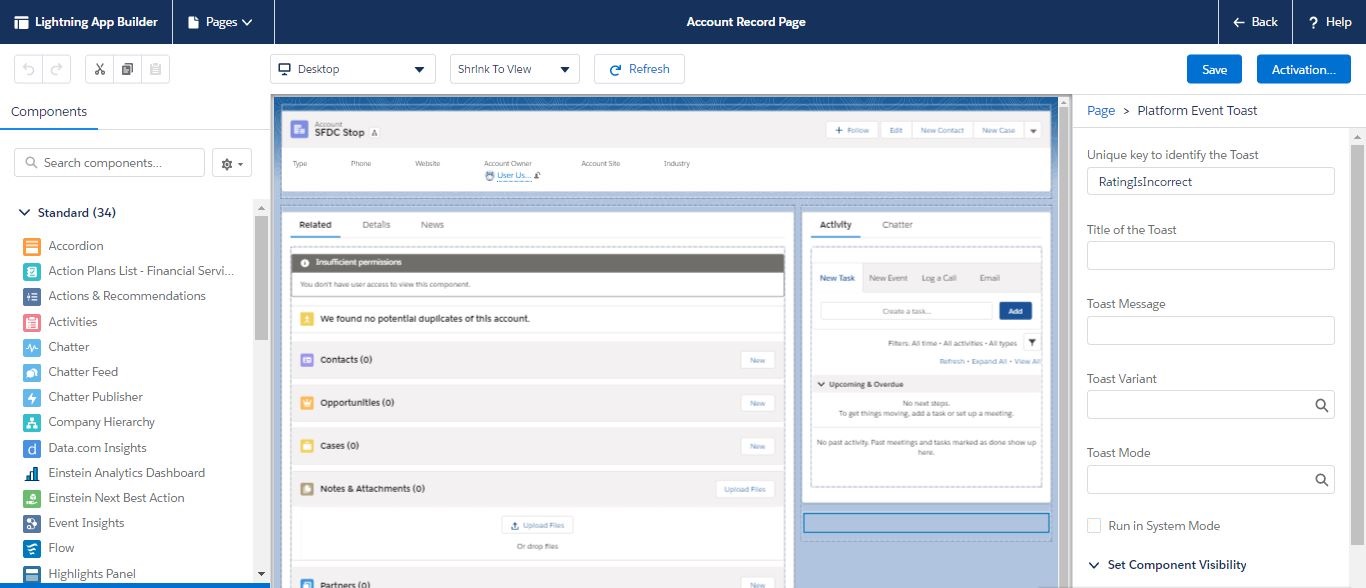 Lightning App Builder
Pages
Account Record Page
Back
? Help
Desktop
Shrink To View
Refresh
Save
Activation...
Components
Search components...
Standard (34)
Accordion
Action Plans List - Financial Servi...
Actions & Recommendations
Activities
Chatter
Chatter Feed
Chatter Publisher
Company Hierarchy
Data.com Insights
Einstein Analytics Dashboard
Einstein Next Best Action
Event Insights
Flow
Highlights Panel
Account
SFDC Stop
+ Follow
Edit
New Contact
New Case
Type
Phone
Website
Account Owner
Account Site
Industry
User Us...
Related
Details
News
Insufficient permissions
You don't have user access to view this component.
We found no potential duplicates of this account.
Contacts (0)
New
Opportunities (0)
New
Cases (0)
New
Notes & Attachments (0)
Upload Files
Upload Files
Or drop files
Partners (0)
New
Activity
Chatter
New Task
New Event
Log a Call
Email
Create a task...
Add
Filters: All time • All activities • All types
Refresh • Expand All • View All
Upcoming & Overdue
No next steps.
To get things moving, add a task or set up a meeting.
No past activity. Past meetings and tasks marked as done show up
here.
Page > Platform Event Toast
Unique key to identify the Toast
RatingIsIncorrect
Title of the Toast
Toast Message
Toast Variant
Toast Mode
Run in System Mode
Set Component Visibility